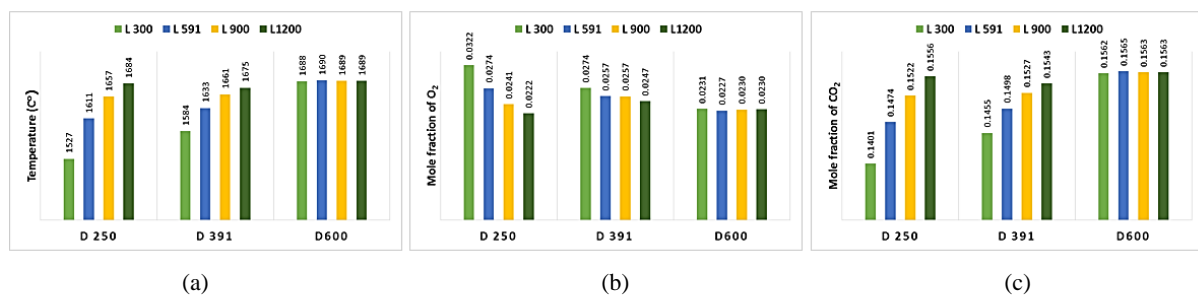 L 300 L 591 L 900 L1200
Temperature (C°)
1527 1611 1657 1684 1584 1633 1661 1675 1688 1690 1689 1689
D 250 D 391 D600
(a)
L 300 L 591 L 900 L1200
Mole fraction of O2
0.0322 0.0274 0.0241 0.0222 0.0274 0.0257 0.0257 0.0247 0.0231 0.0227 0.0230 0.0230
D 250 D 391 D600
(b)
L 300 L 591 L 900 L1200
Mole fraction of CO2
0.1401 0.1474 0.1522 0.1556 0.1455 0.1498 0.1527 0.1543 0.1562 0.1565 0.1563 0.1563
D 250 D 391 D600
(c)